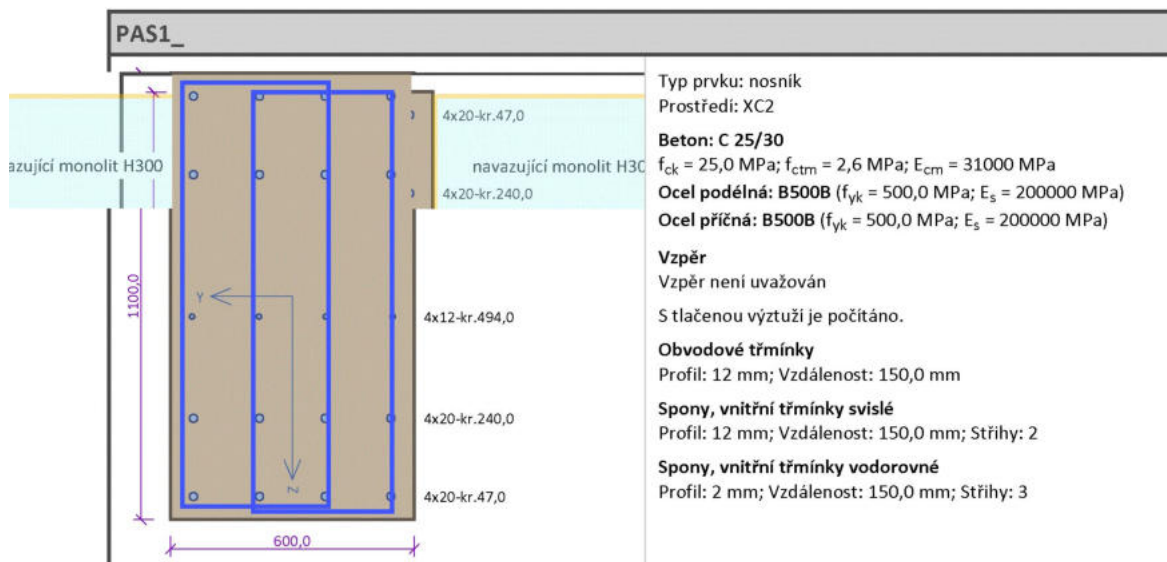 PAS1_
4x20-kr.47,0
azující monolit H300
navazující monolit H30
4x20-kr.240,0
Y
1100,0
4x12-kr.494,0
4x20-kr.240,0
Z
4x20-kr.47,0
600,0
Typ prvku: nosník
Prostředí: XC2
Beton: C 25/30
fck = 25,0 MPa; fctm = 2,6 MPa; Ecm = 31000 MPa
Ocel podélná: B500B (fyk = 500,0 MPa; Es = 200000 MPa)
Ocel příčná: B500B (fyk = 500,0 MPa; Es = 200000 MPa)
Vzpěr
Vzpěr není uvažován
S tlačenou výztuží je počítáno.
Obvodové třmínky
Profil: 12 mm; Vzdálenost: 150,0 mm
Spony, vnitřní třmínky svislé
Profil: 12 mm; Vzdálenost: 150,0 mm; Střihy: 2
Spony, vnitřní třmínky vodorovné
Profil: 2 mm; Vzdálenost: 150,0 mm; Střihy: 3